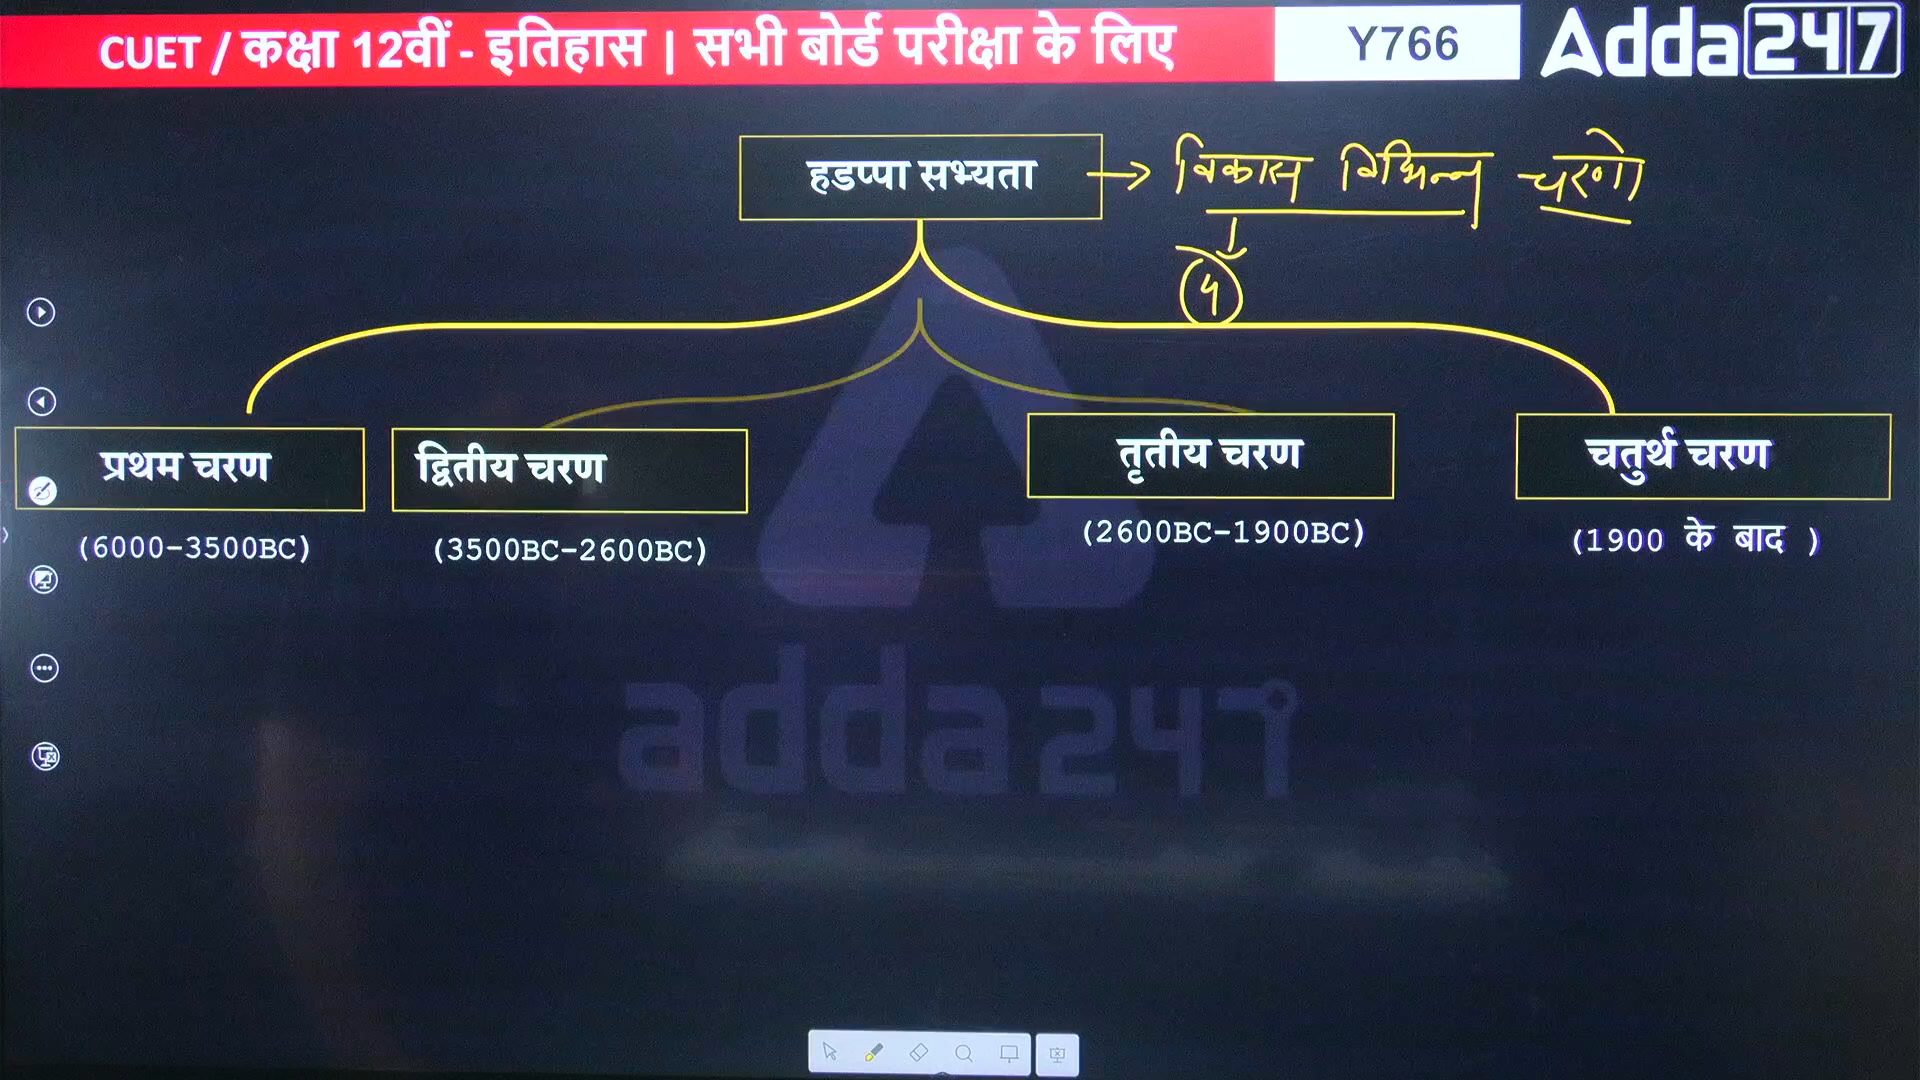 CUET / कक्षा 12वीं - इतिहास | सभी बोर्ड परीक्षा के लिए
Y766
Adda247
हडप्पा सभ्यता
विकास विभिन्न चरणो
4
प्रथम चरण
द्वितीय चरण
तृतीय चरण
चतुर्थ चरण
(6000-3500BC)
(3500BC-2600BC)
(2600BC-1900BC)
(1900 के बाद )
adda247